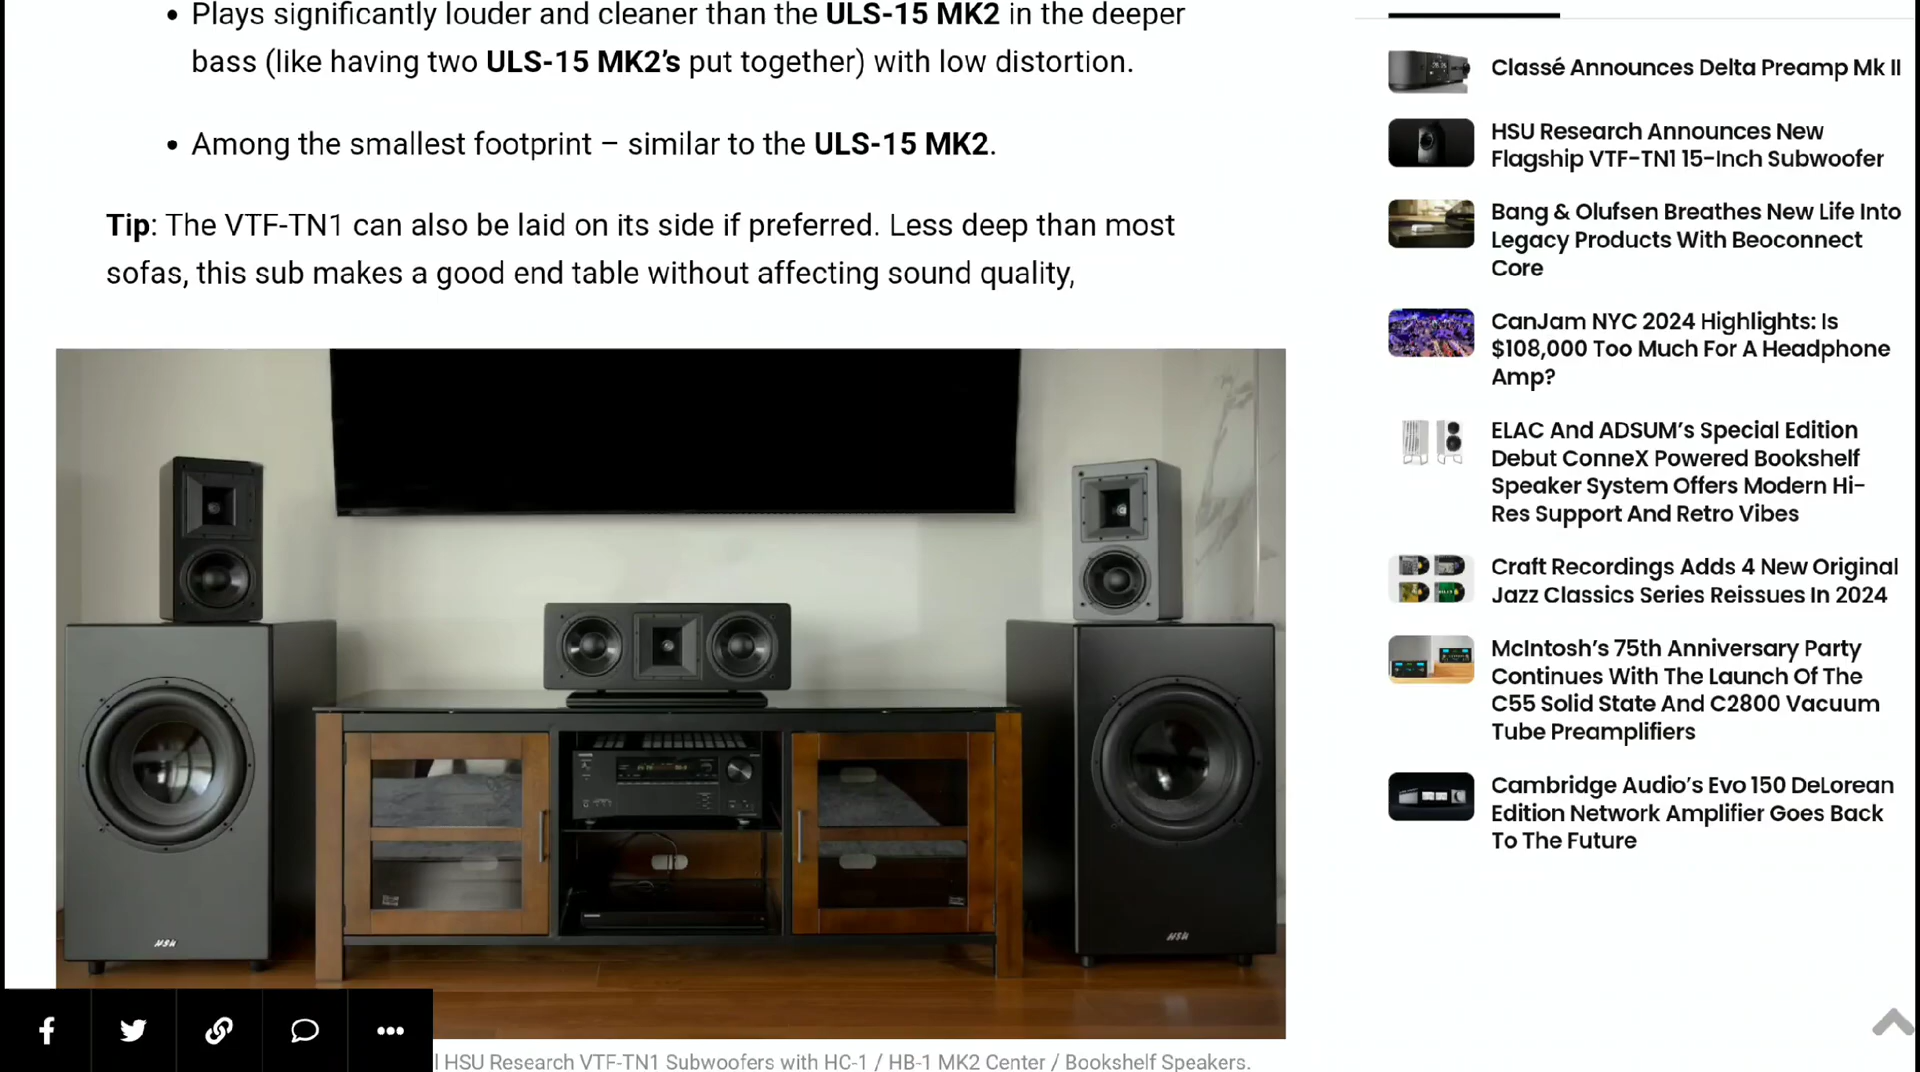 • Plays significantly louder and cleaner than the ULS-15 MK2 in the deeper
bass (like having two ULS-15 MK2’s put together) with low distortion.
• Among the smallest footprint – similar to the ULS-15 MK2.
Tip: The VTF-TN1 can also be laid on its side if preferred. Less deep than most
sofas, this sub makes a good end table without affecting sound quality,
HSU
HSU
HSU Research VTF-TN1 Subwoofers with HC-1 / HB-1 MK2 Center / Bookshelf Speakers.
Classé Announces Delta Preamp Mk II
HSU Research Announces New
Flagship VTF-TN1 15-Inch Subwoofer
Bang & Olufsen Breathes New Life Into
Legacy Products With Beoconnect
Core
CanJam NYC 2024 Highlights: Is
$108,000 Too Much For A Headphone
Amp?
ELAC And ADSUM’s Special Edition
Debut ConneX Powered Bookshelf
Speaker System Offers Modern Hi-
Res Support And Retro Vibes
Craft Recordings Adds 4 New Original
Jazz Classics Series Reissues In 2024
McIntosh’s 75th Anniversary Party
Continues With The Launch Of The
C55 Solid State And C2800 Vacuum
Tube Preamplifiers
Cambridge Audio’s Evo 150 DeLorean
Edition Network Amplifier Goes Back
To The Future